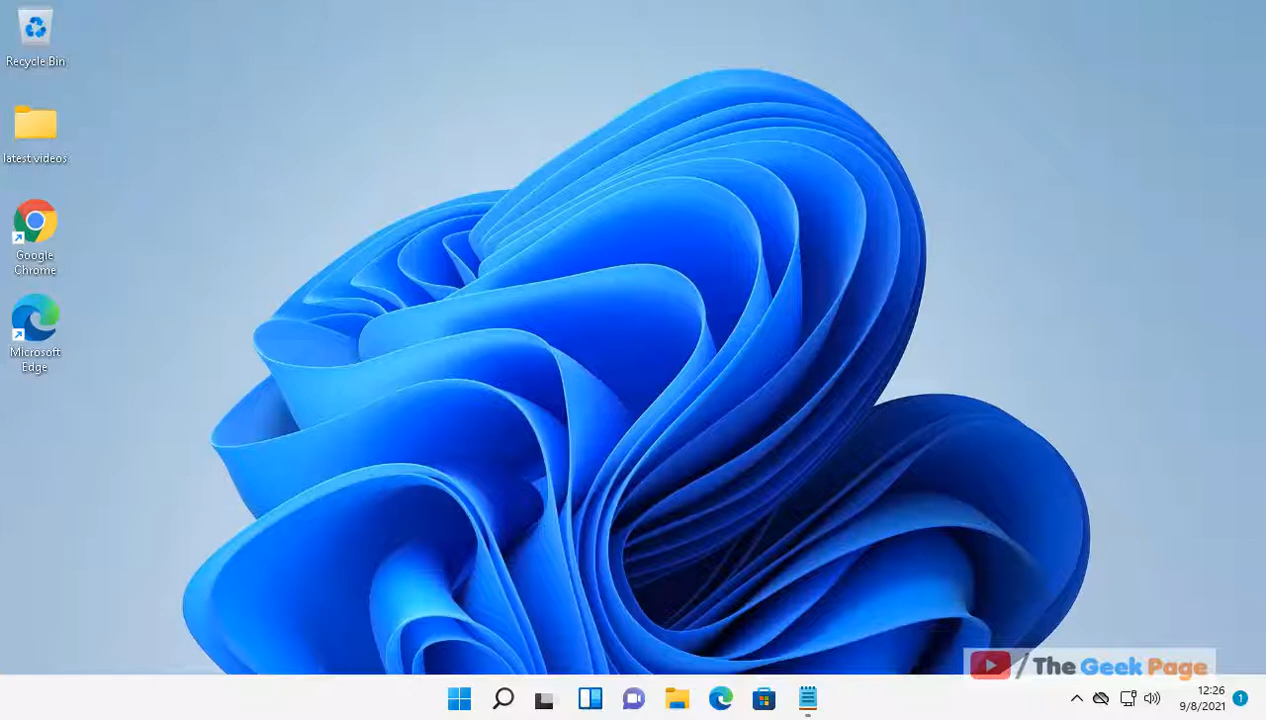 Recycle Bin
latest videos
Google
Chrome
Microsoft
Edge
/ The Geek Page
12:26
9/8/2021
1